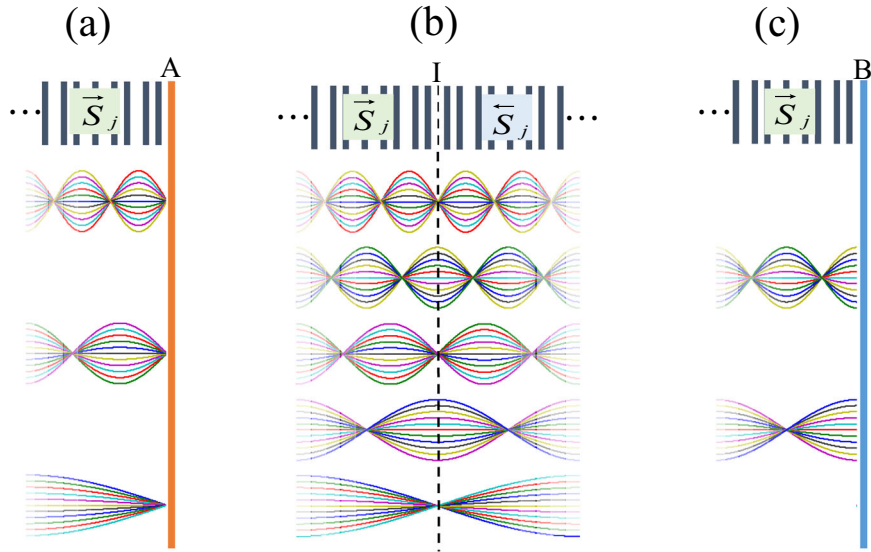 (a) (b) (c)
A I B
... S⃗ j ... S⃗ j S⃖ j ... ... S⃗ j